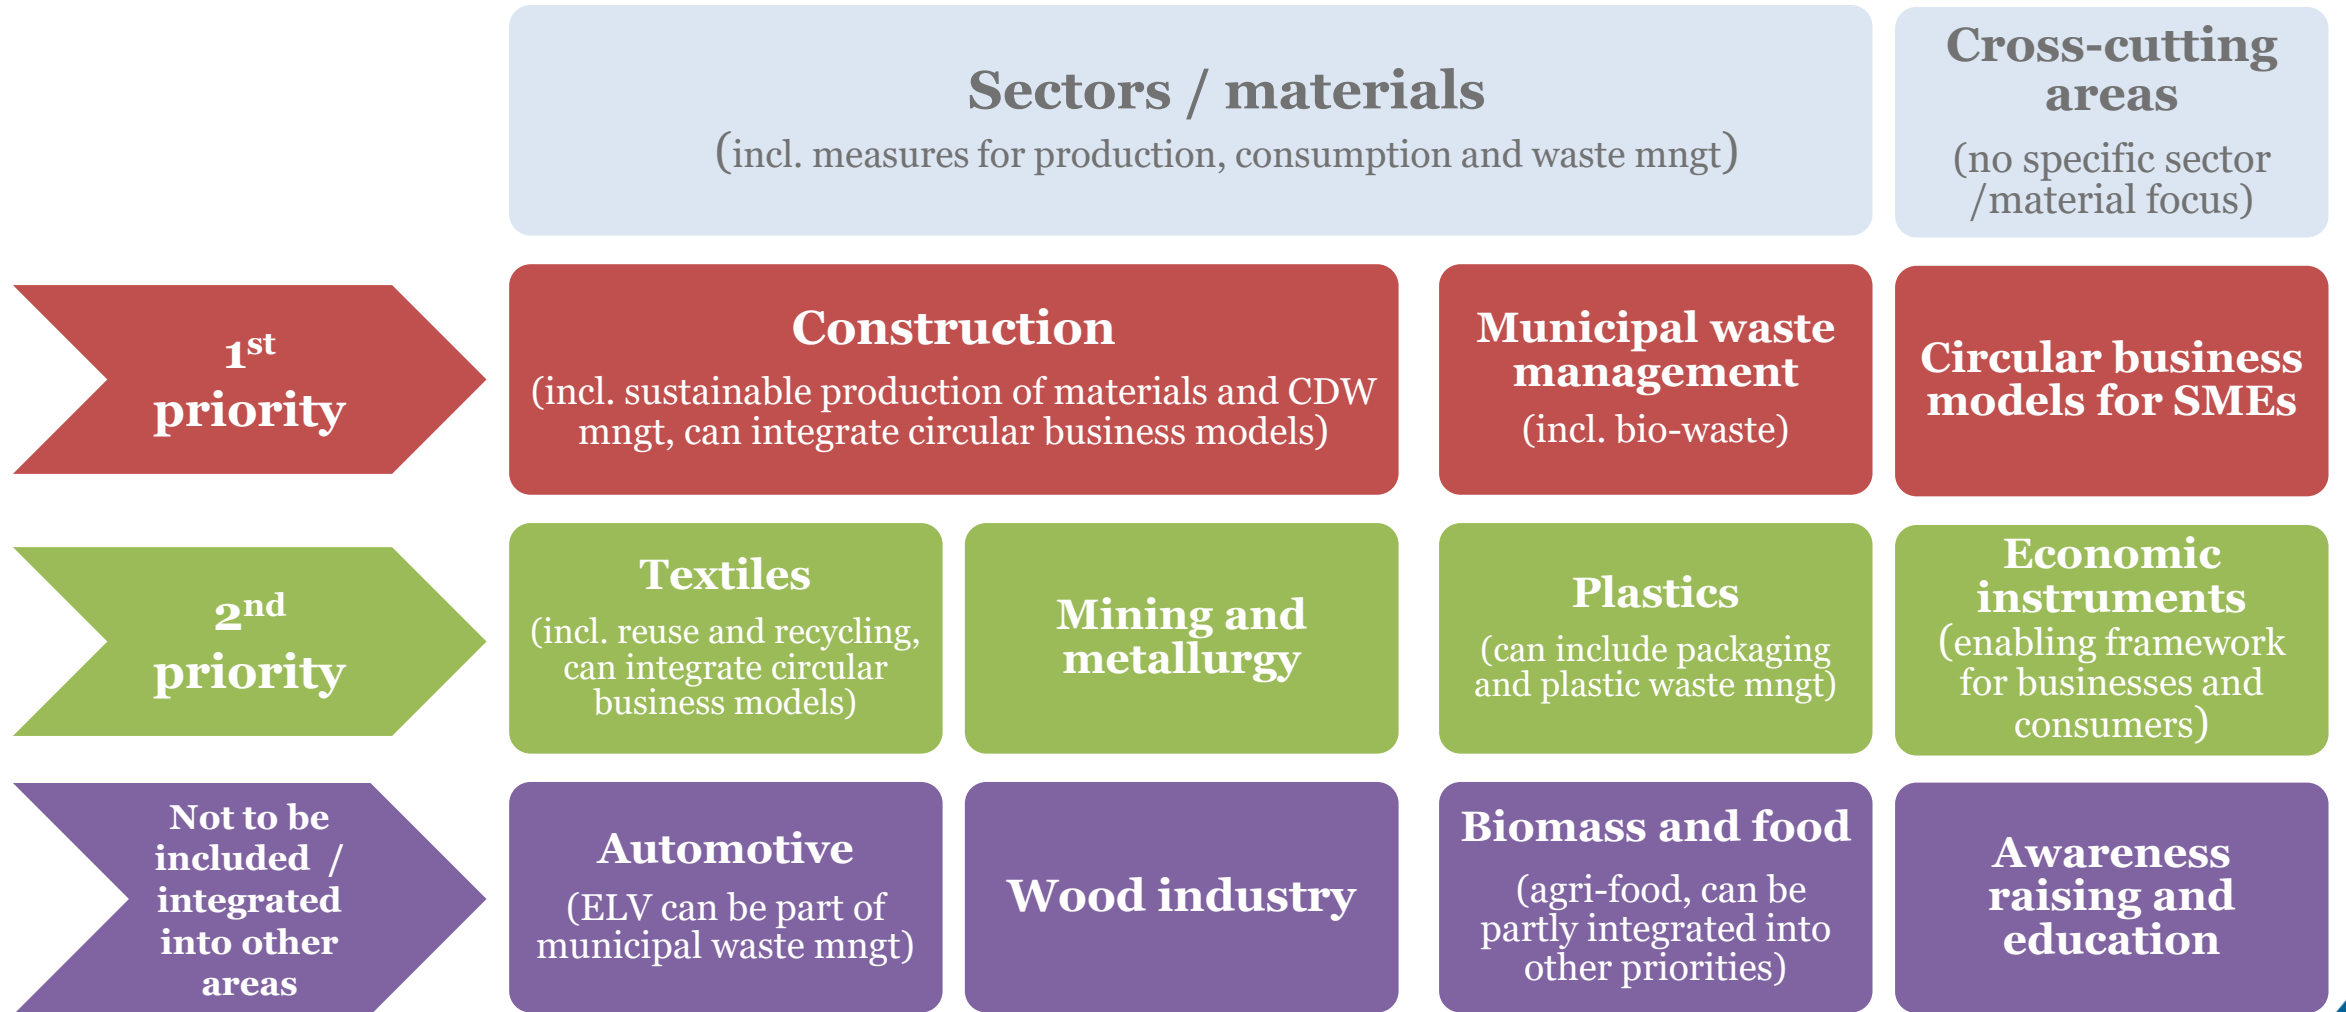 Sectors / materials
(incl. measures for production, consumption and waste mngt)
Cross-cutting
areas
(no specific sector
/material focus)
1st
priority
Construction
(incl. sustainable production of materials and CDW
mngt, can integrate circular business models)
Municipal waste
management
(incl. bio-waste)
Circular business
models for SMEs
2nd
priority
Textiles
(incl. reuse and recycling,
can integrate circular
business models)
Mining and
metallurgy
Plastics
(can include packaging
and plastic waste mngt)
Economic
instruments
(enabling framework
for businesses and
consumers)
Not to be
included /
integrated
into other
areas
Automotive
(ELV can be part of
municipal waste mngt)
Wood industry
Biomass and food
(agri-food, can be
partly integrated into
other priorities)
Awareness
raising and
education